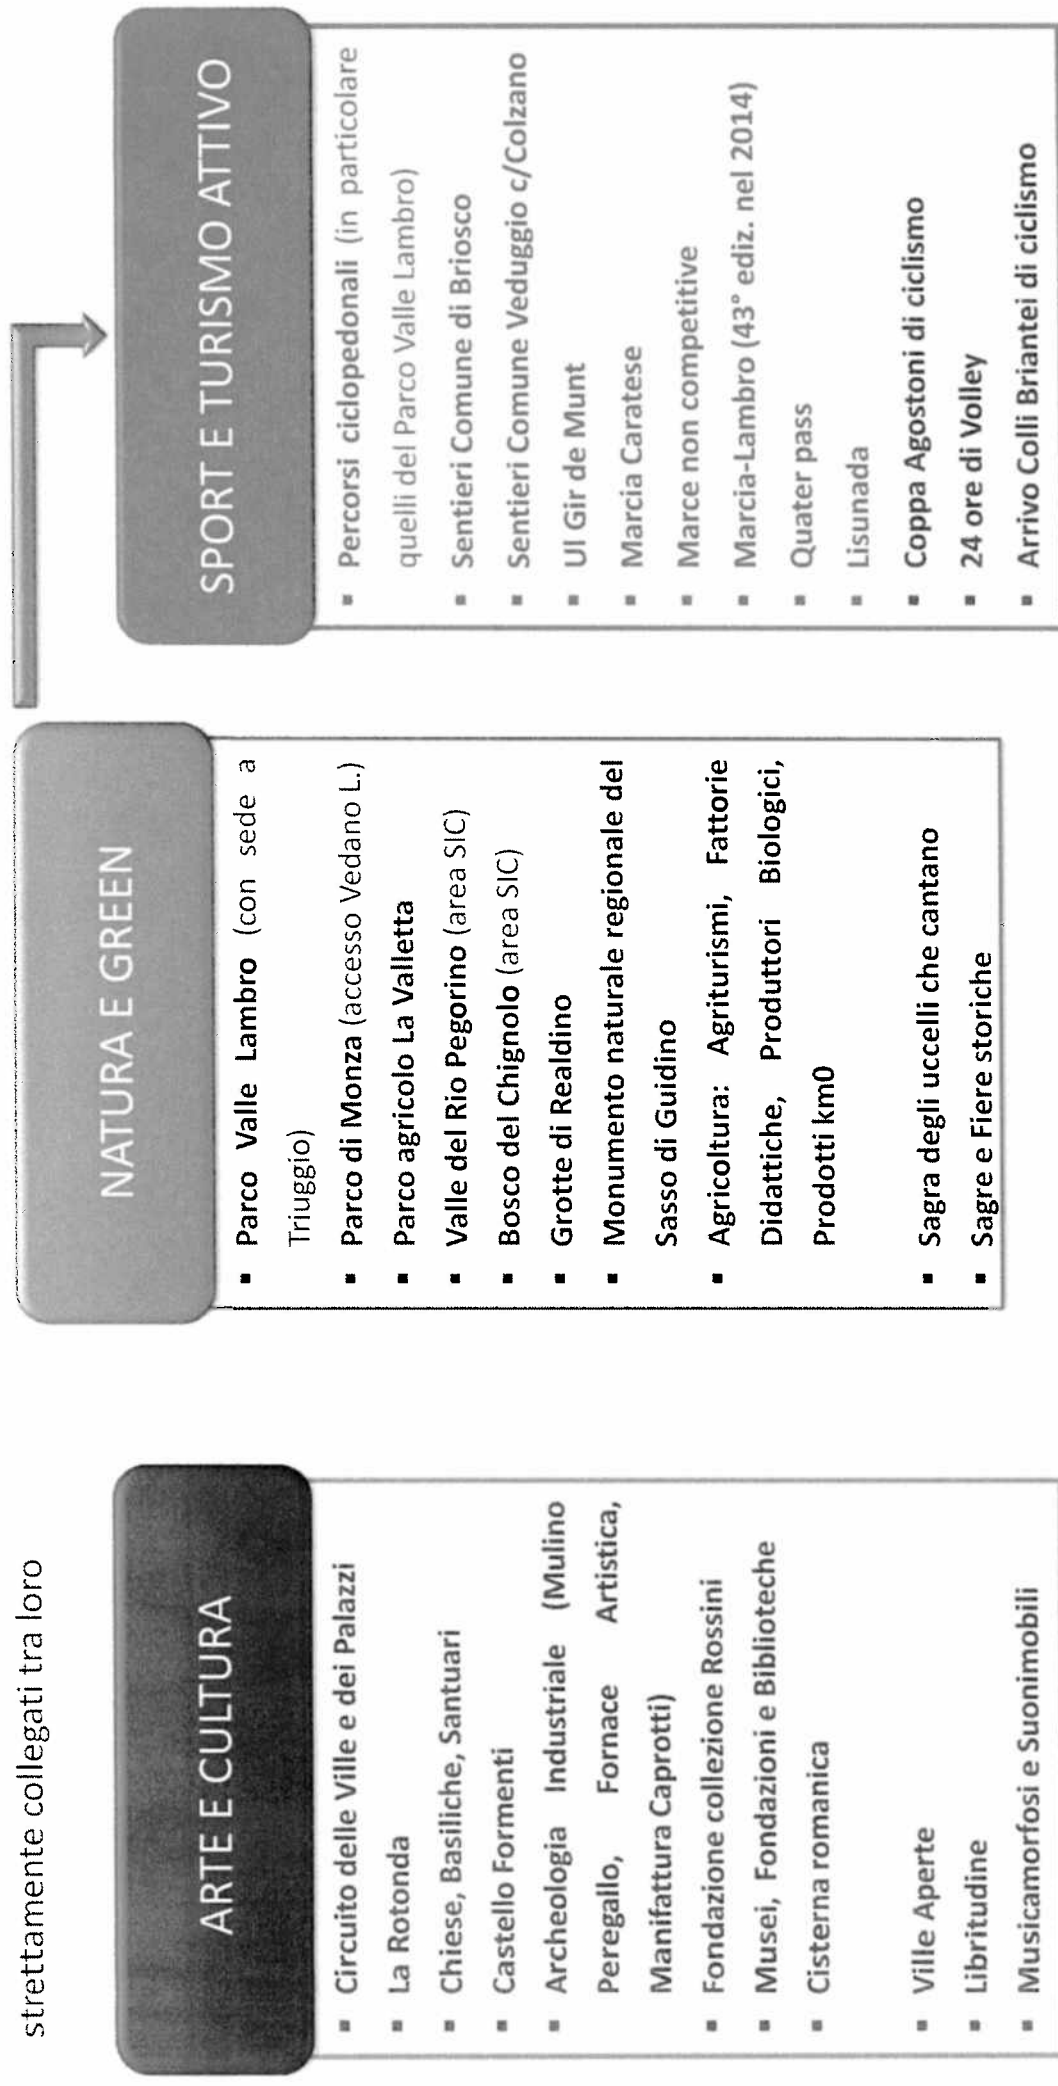 strettamente collegati tra loro
ARTE E CULTURA
▪ Circuito delle Ville e dei Palazzi
▪ La Rotonda
▪ Chiese, Basiliche, Santuari
▪ Castello Formenti
▪ Archeologia Industriale (Mulino
Peregallo, Fornace Artistica,
Manifattura Caprotti)
▪ Fondazione collezione Rossini
▪ Musei, Fondazioni e Biblioteche
▪ Cisterna romanica
▪ Ville Aperte
▪ Libritudine
▪ Musicamorfosi e Suonimobili
NATURA E GREEN
▪ Parco Valle Lambro (con sede a
Triuggio)
▪ Parco di Monza (accesso Vedano L.)
▪ Parco agricolo La Valletta
▪ Valle del Rio Pegorino (area SIC)
▪ Bosco del Chignolo (area SIC)
▪ Grotte di Realdino
▪ Monumento naturale regionale del
Sasso di Guidino
▪ Agricoltura: Agriturismi, Fattorie
Didattiche, Produttori Biologici,
Prodotti km0
▪ Sagra degli uccelli che cantano
▪ Sagre e Fiere storiche
SPORT E TURISMO ATTIVO
▪ Percorsi ciclopedonali (in particolare
quelli del Parco Valle Lambro)
▪ Sentieri Comune di Briosco
▪ Sentieri Comune Veduggio c/Colzano
▪ Ul Gir de Munt
▪ Marcia Caratese
▪ Marce non competitive
▪ Marcia-Lambro (43° ediz. nel 2014)
▪ Quater pass
▪ Lisunada
▪ Coppa Agostoni di ciclismo
▪ 24 ore di Volley
▪ Arrivo Colli Briantei di ciclismo